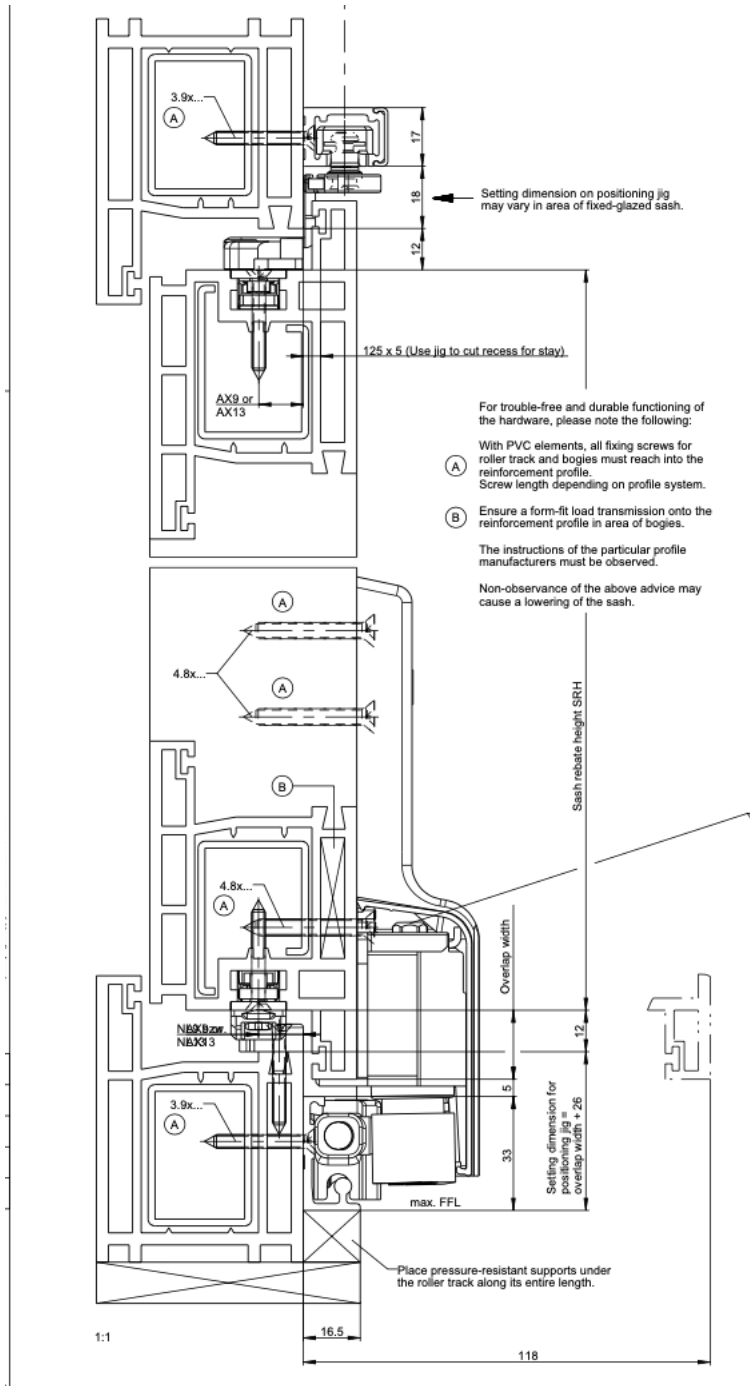 3.9x...
A
17
18
Setting dimension on positioning jig
may vary in area of fixed-glazed sash.
12
125 x 5 (Use jig to cut recess for stay)
AX9 or
AX13
For trouble-free and durable functioning of
the hardware, please note the following:
A
With PVC elements, all fixing screws for
roller track and bogies must reach into the
reinforcement profile.
Screw length depending on profile system.
B
Ensure a form-fit load transmission onto the
reinforcement profile in area of bogies.
The instructions of the particular profile
manufacturers must be observed.
Non-observance of the above advice may
cause a lowering of the sash.
A
4.8x...
A
Sash rebate height SRH
B
4.8x...
A
Overlap width
12
5
3.9x...
A
33
Setting dimension for
positioning jig =
overlap width + 26
max. FFL
Place pressure-resistant supports under
the roller track along its entire length.
16.5
1:1
118